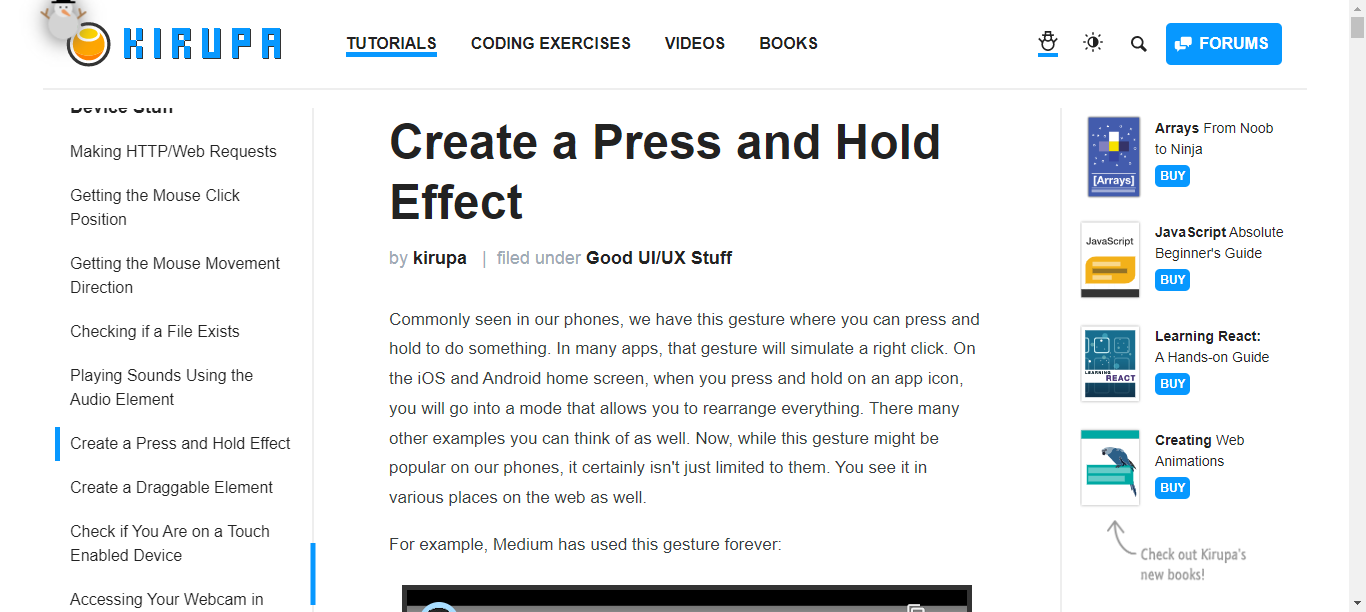 KIRUPA
TUTORIALS
CODING EXERCISES
VIDEOS
BOOKS
FORUMS
Device Stuff
Making HTTP/Web Requests
Getting the Mouse Click
Position
Getting the Mouse Movement
Direction
Checking if a File Exists
Playing Sounds Using the
Audio Element
Create a Press and Hold Effect
Create a Draggable Element
Check if You Are on a Touch
Enabled Device
Accessing Your Webcam in
Create a Press and Hold
Effect
by kirupa | filed under Good UI/UX Stuff
Commonly seen in our phones, we have this gesture where you can press and
hold to do something. In many apps, that gesture will simulate a right click. On
the iOS and Android home screen, when you press and hold on an app icon,
you will go into a mode that allows you to rearrange everything. There many
other examples you can think of as well. Now, while this gesture might be
popular on our phones, it certainly isn't just limited to them. You see it in
various places on the web as well.
For example, Medium has used this gesture forever:
[Arrays]
Arrays From Noob
to Ninja
BUY
JavaScript
JavaScript Absolute
Beginner's Guide
BUY
LEARNING
REACT
Learning React:
A Hands-on Guide
BUY
Creating Web
Animations
BUY
Check out Kirupa's
new books!